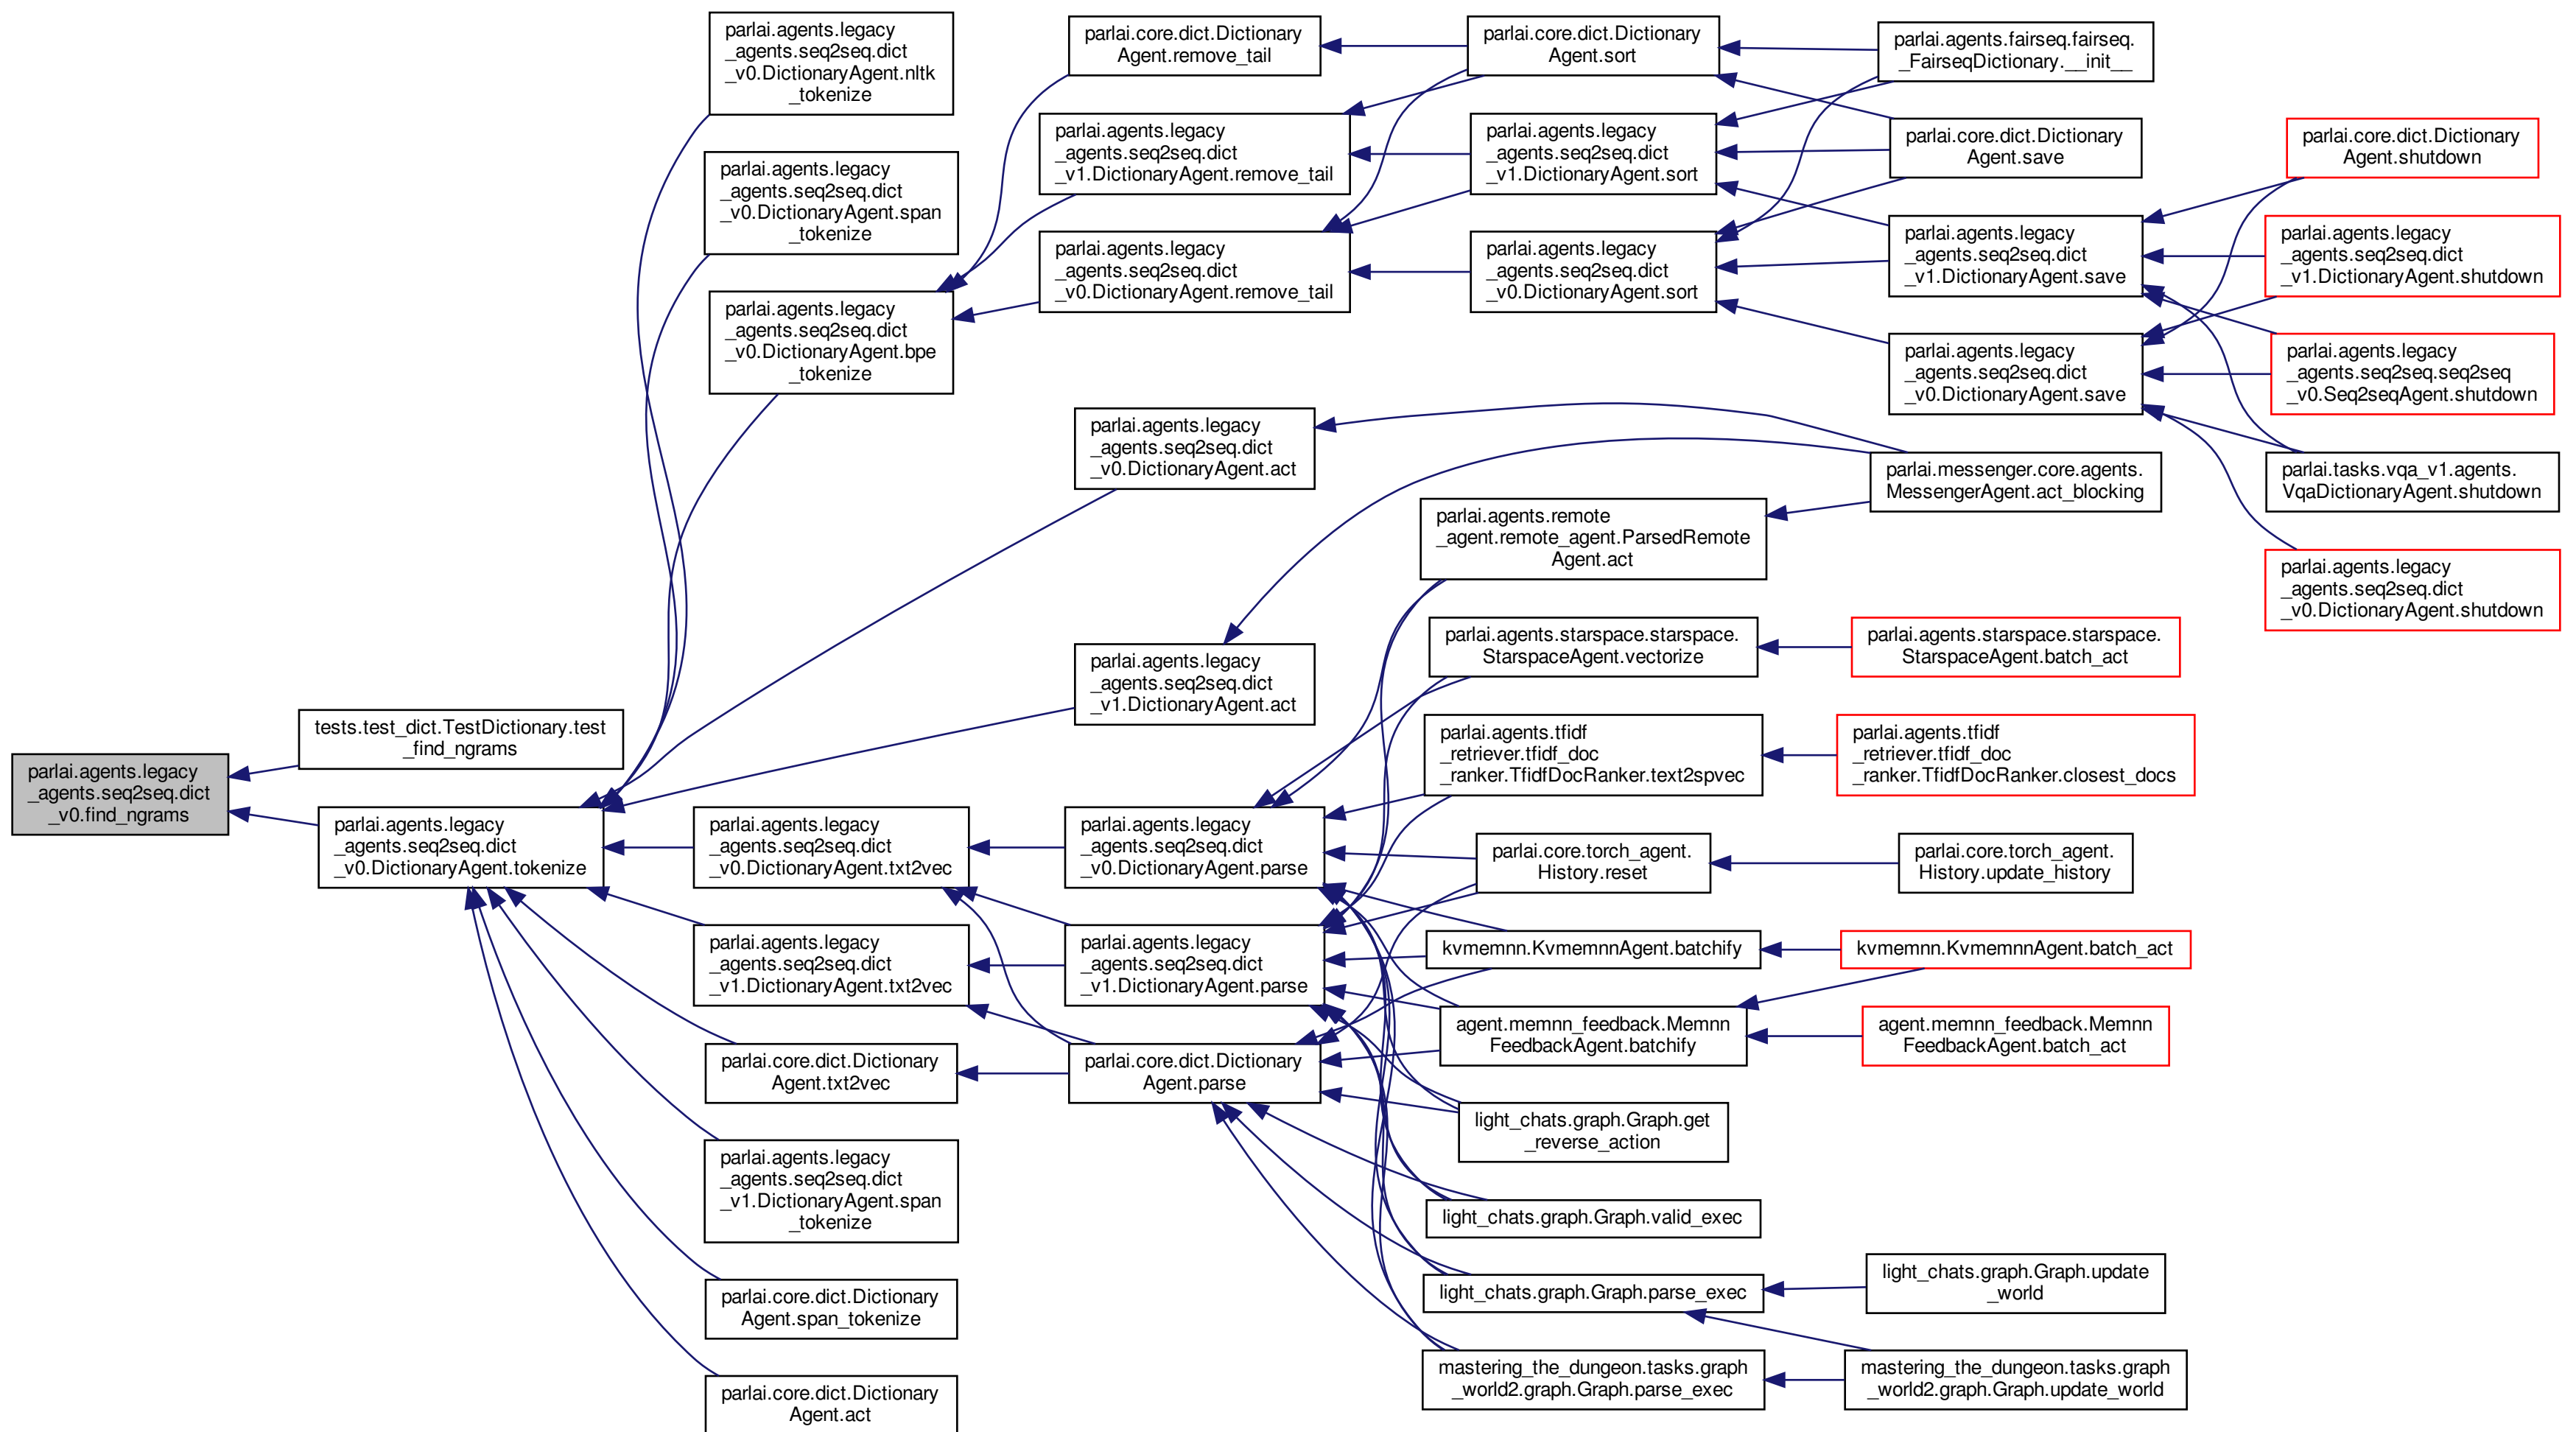 parlai.agents.legacy
_agents.seq2seq.dict
_v0.find_ngrams
tests.test_dict.TestDictionary.test
_find_ngrams
parlai.agents.legacy
_agents.seq2seq.dict
_v0.DictionaryAgent.tokenize
parlai.agents.legacy
_agents.seq2seq.dict
_v0.DictionaryAgent.nltk
_tokenize
parlai.agents.legacy
_agents.seq2seq.dict
_v0.DictionaryAgent.span
_tokenize
parlai.agents.legacy
_agents.seq2seq.dict
_v0.DictionaryAgent.bpe
_tokenize
parlai.agents.legacy
_agents.seq2seq.dict
_v0.DictionaryAgent.txt2vec
parlai.agents.legacy
_agents.seq2seq.dict
_v1.DictionaryAgent.txt2vec
parlai.core.dict.Dictionary
Agent.txt2vec
parlai.agents.legacy
_agents.seq2seq.dict
_v1.DictionaryAgent.span
_tokenize
parlai.core.dict.Dictionary
Agent.span_tokenize
parlai.core.dict.Dictionary
Agent.act
parlai.core.dict.Dictionary
Agent.remove_tail
parlai.agents.legacy
_agents.seq2seq.dict
_v1.DictionaryAgent.remove_tail
parlai.agents.legacy
_agents.seq2seq.dict
_v0.DictionaryAgent.remove_tail
parlai.agents.legacy
_agents.seq2seq.dict
_v0.DictionaryAgent.act
parlai.agents.legacy
_agents.seq2seq.dict
_v1.DictionaryAgent.act
parlai.agents.legacy
_agents.seq2seq.dict
_v0.DictionaryAgent.parse
parlai.agents.legacy
_agents.seq2seq.dict
_v1.DictionaryAgent.parse
parlai.core.dict.Dictionary
Agent.parse
parlai.core.dict.Dictionary
Agent.sort
parlai.agents.legacy
_agents.seq2seq.dict
_v1.DictionaryAgent.sort
parlai.agents.legacy
_agents.seq2seq.dict
_v0.DictionaryAgent.sort
parlai.agents.remote
_agent.remote_agent.ParsedRemote
Agent.act
parlai.agents.starspace.starspace.
StarspaceAgent.vectorize
parlai.agents.tfidf
_retriever.tfidf_doc
_ranker.TfidfDocRanker.text2spvec
parlai.core.torch_agent.
History.reset
kvmemnn.KvmemnnAgent.batchify
agent.memnn_feedback.Memnn
FeedbackAgent.batchify
light_chats.graph.Graph.get
_reverse_action
light_chats.graph.Graph.valid_exec
light_chats.graph.Graph.parse_exec
mastering_the_dungeon.tasks.graph
_world2.graph.Graph.parse_exec
parlai.agents.fairseq.fairseq.
_FairseqDictionary.__init__
parlai.core.dict.Dictionary
Agent.save
parlai.agents.legacy
_agents.seq2seq.dict
_v1.DictionaryAgent.save
parlai.agents.legacy
_agents.seq2seq.dict
_v0.DictionaryAgent.save
parlai.messenger.core.agents.
MessengerAgent.act_blocking
parlai.agents.starspace.starspace.
StarspaceAgent.batch_act
parlai.agents.tfidf
_retriever.tfidf_doc
_ranker.TfidfDocRanker.closest_docs
parlai.core.torch_agent.
History.update_history
kvmemnn.KvmemnnAgent.batch_act
agent.memnn_feedback.Memnn
FeedbackAgent.batch_act
light_chats.graph.Graph.update
_world
mastering_the_dungeon.tasks.graph
_world2.graph.Graph.update_world
parlai.core.dict.Dictionary
Agent.shutdown
parlai.agents.legacy
_agents.seq2seq.dict
_v1.DictionaryAgent.shutdown
parlai.agents.legacy
_agents.seq2seq.seq2seq
_v0.Seq2seqAgent.shutdown
parlai.tasks.vqa_v1.agents.
VqaDictionaryAgent.shutdown
parlai.agents.legacy
_agents.seq2seq.dict
_v0.DictionaryAgent.shutdown